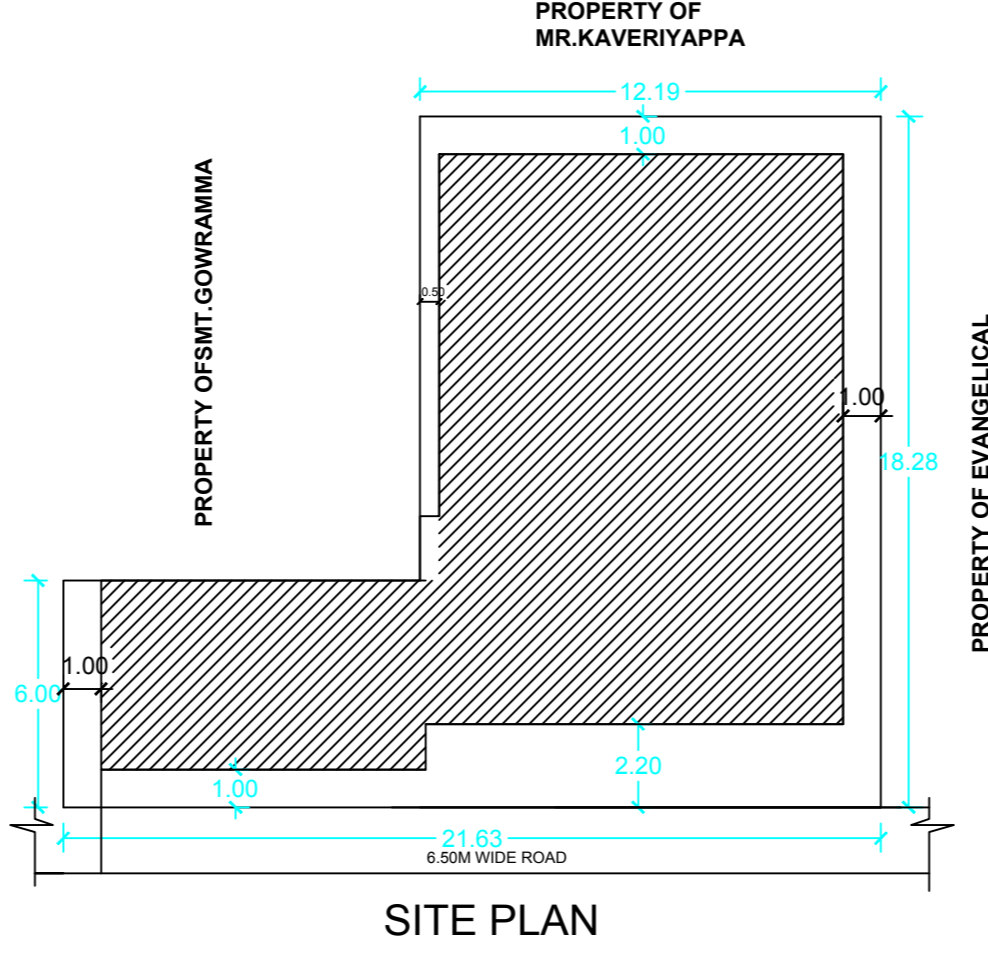 PROPERTY OF
MR.KAVERIYAPPA
12.19
1.00
PROPERTY OFSMT.GOWRAMMA
0.50
1.00
18.28
PROPERTY OF EVANGELICAL
1.00
6.00
2.20
1.00
21.63
6.50M WIDE ROAD
SITE PLAN